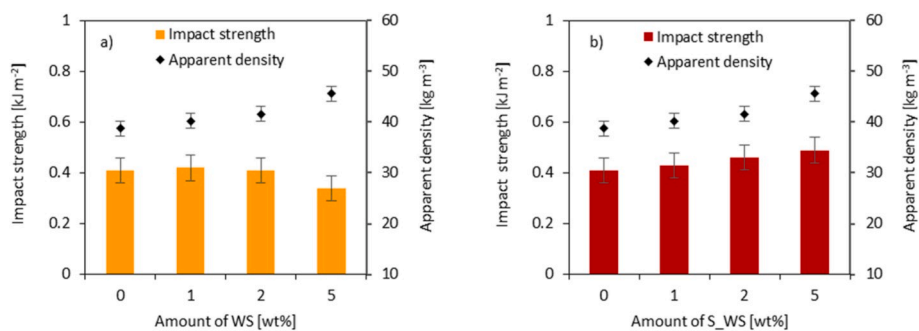 a)
Impact strength
Apparent density
Impact strength [kJ m-2]
1
0.8
0.6
0.4
0.2
0
Apparent density [kg m-3]
60
50
40
30
20
10
0 1 2 5
Amount of WS [wt%]
b)
Impact strength
Apparent density
Impact strength [kJ m-2]
1
0.8
0.6
0.4
0.2
0
Apparent density [kg m-3]
60
50
40
30
20
10
0 1 2 5
Amount of S_WS [wt%]